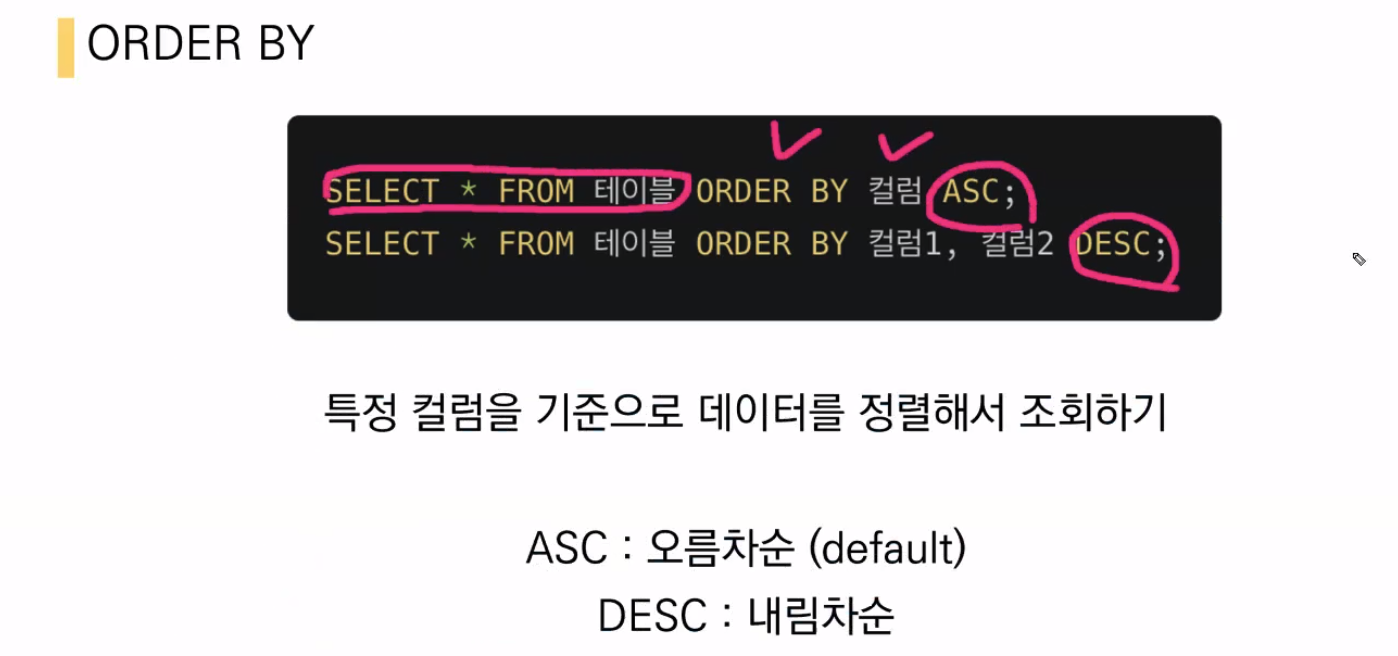 ORDER BY
SELECT * FROM 테이블 ORDER BY 컬럼 ASC;
SELECT * FROM 테이블 ORDER BY 컬럼1, 컬럼2 DESC;
특정 컬럼을 기준으로 데이터를 정렬해서 조회하기
ASC : 오름차순 (default)
DESC : 내림차순